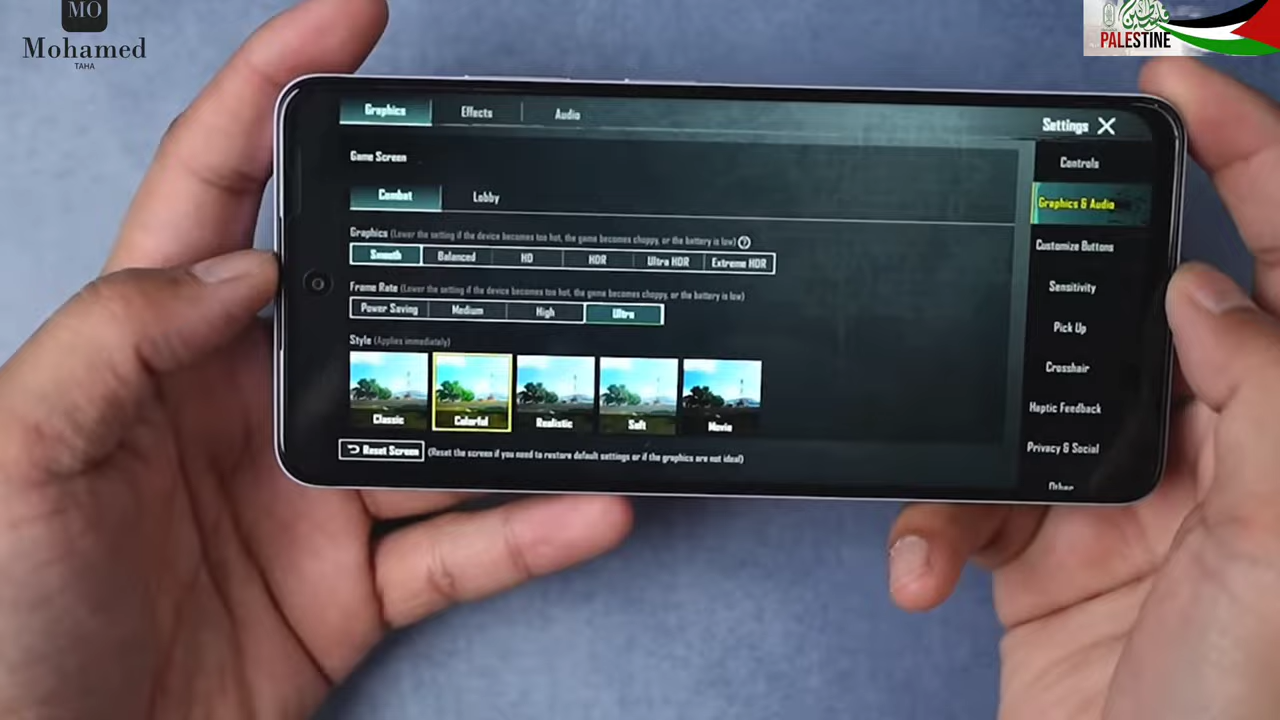 MO
Mohamed
TAHA
فلسطين
PALESTINE
Graphics Effects Audio
Settings
Game Screen
Combat Lobby
Graphics (Lower the setting if the device becomes too hot, the game becomes choppy, or the battery is low) ?
Smooth Balanced HD HDR Ultra HDR Extreme HDR
Frame Rate (Lower the setting if the device becomes too hot, the game becomes choppy, or the battery is low)
Power Saving Medium High Ultra
Style (Applies immediately)
Classic Colorful Realistic Soft Movie
Reset Screen (Reset the screen if you need to restore default settings or if the graphics are not ideal)
Controls
Graphics & Audio
Customize Buttons
Sensitivity
Pick Up
Crosshair
Haptic Feedback
Privacy & Social